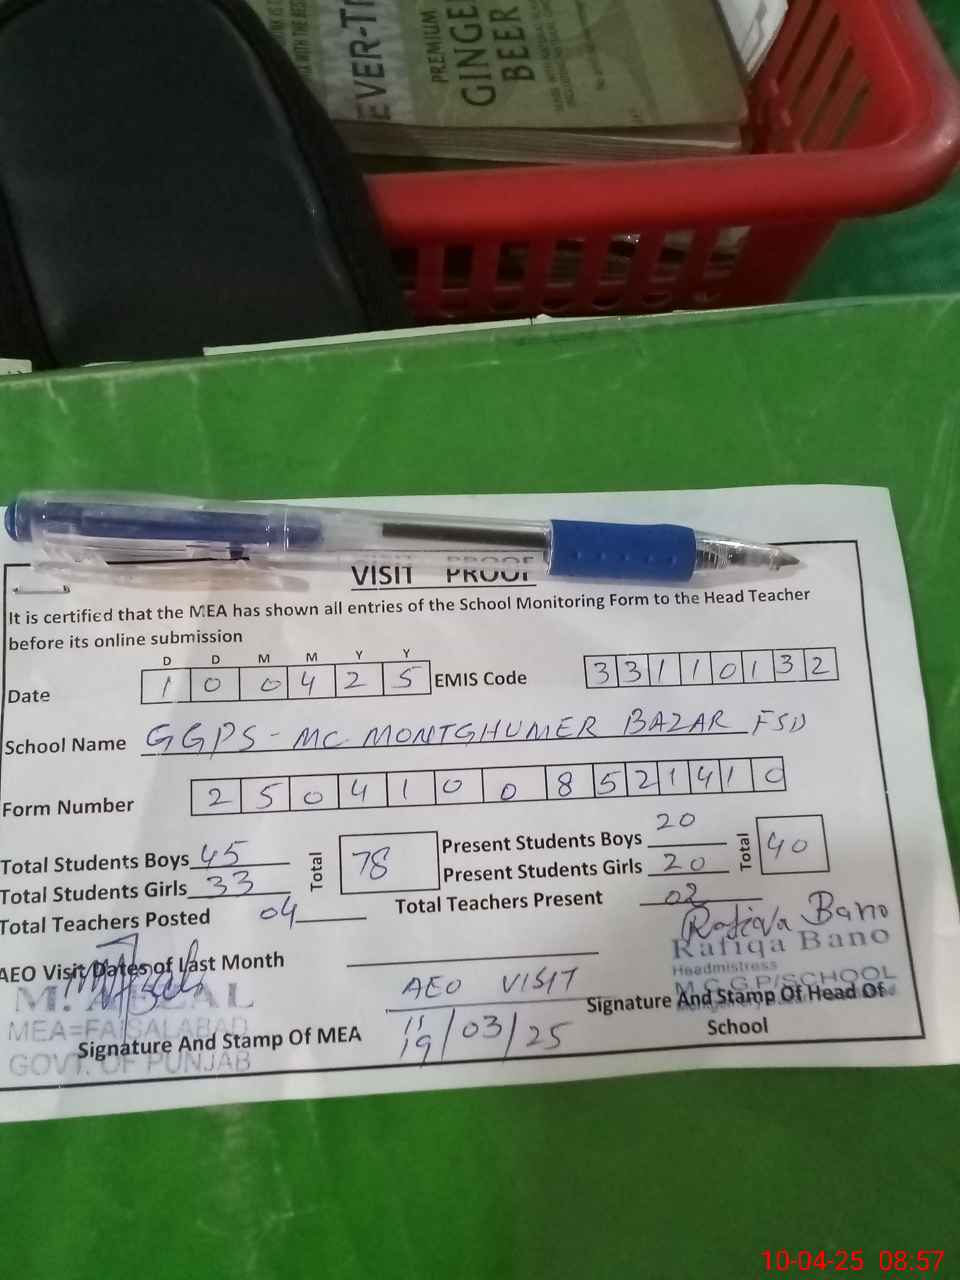 EVER-T
PREMIUM
GINGE
BEER
VISIT PROOF
It is certified that the MEA has shown all entries of the School Monitoring Form to the Head Teacher
before its online submission
D D M M Y Y
Date 1 0 0 4 2 5 EMIS Code 3 3 1 1 0 1 3 2
School Name GGPS - MC MONTGHUMER BAZAR FSD
Form Number 2 5 0 4 1 0 0 8 5 2 1 4 1 0
Total Students Boys 45 Total 78 Present Students Boys 20 Total 40
Total Students Girls 33 Present Students Girls 20
Total Teachers Posted 04 Total Teachers Present
Rafiqa Bano
Rafiqa Bano
Headmistress
M.C.G.P/SCHOOL
AEO Visit Dates of Last Month
AEO VISIT
11/19/03/25
M. AFZAL
MEA=FAISALABAD
GOVT. OF PUNJAB
Signature And Stamp Of MEA
Signature And Stamp Of Head Of
School
10-04-25 08:57